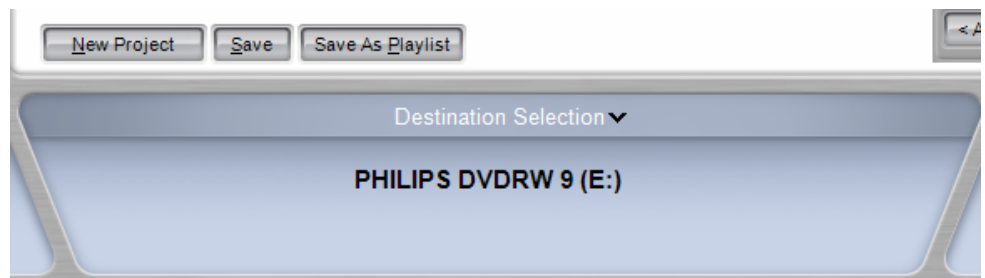 New Project Save Save As Playlist < A
Destination Selection
PHILIPS DVDRW 9 (E:)